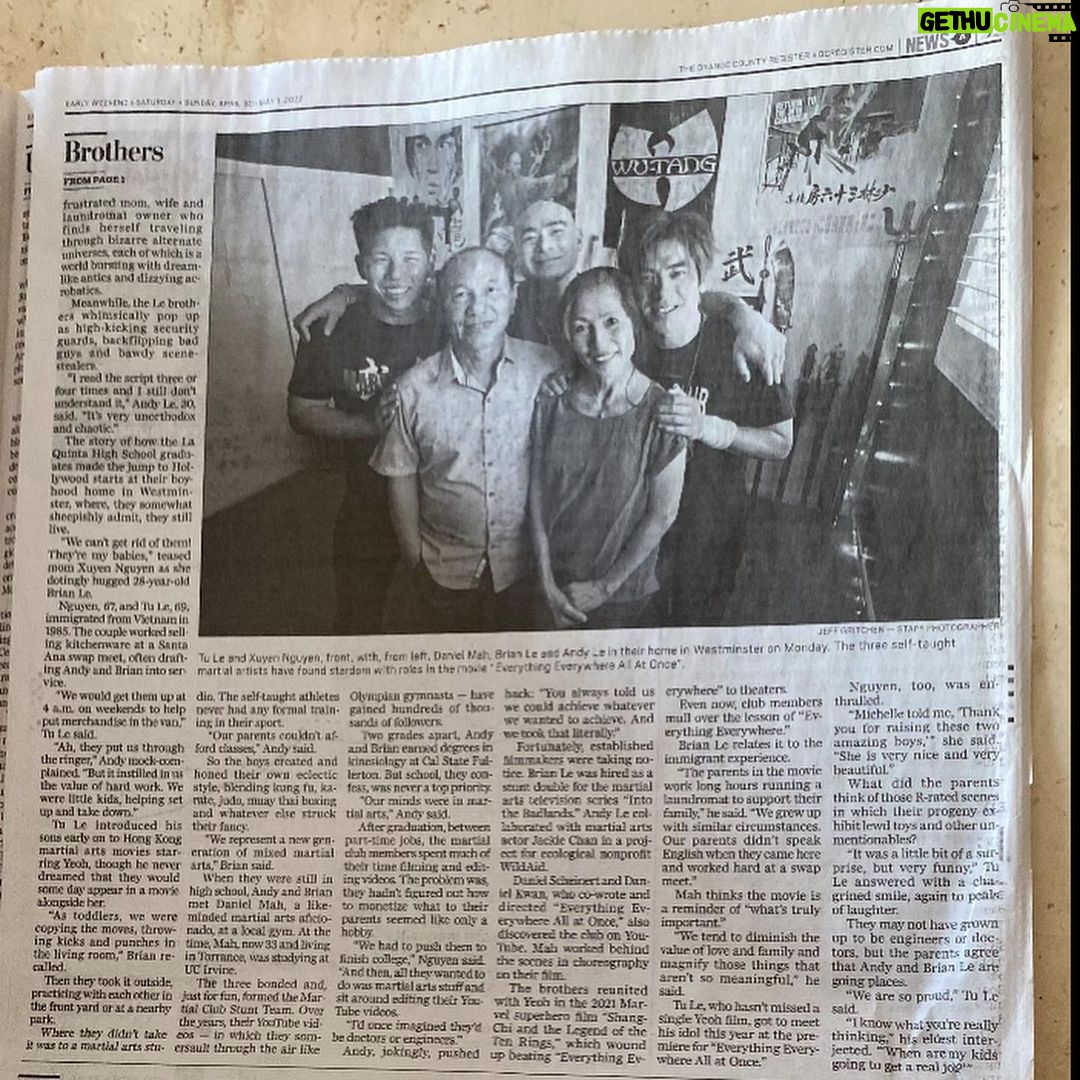 GETHUCINEMA
EARLY WEEKEND • SATURDAY • SUNDAY, APRIL 30-MAY 1, 2022
THE ORANGE COUNTY REGISTER • OCREGISTER.COM
NEWS
Brothers
FROM PAGE 1
frustrated mom, wife and
laundromat owner who
finds herself traveling
through bizarre alternate
universes, each of which is a
world bursting with dream-
like antics and dizzying ac-
robatics.
Meanwhile, the Le broth-
ers whimsically pop up
as high-kicking security
guards, backflipping bad
guys and bawdy scene-
stealers.
"I read the script three or
four times and I still don't
understand it," Andy Le, 30,
said. "It's very unorthodox
and chaotic."
The story of how the La
Quinta High School gradu-
ates made the jump to Hol-
lywood starts at their boy-
hood home in Westmin-
ster, where, they somewhat
sheepishly admit, they still
live.
"We can't get rid of them!
They're my babies," teased
mom Xuyen Nguyen as she
dotingly hugged 28-year-old
Brian Le.
Nguyen, 67, and Tu Le, 69,
immigrated from Vietnam in
1985. The couple worked sell-
ing kitchenware at a Santa
Ana swap meet, often draft-
ing Andy and Brian into ser-
vice.
"We would get them up at
4 a.m. on weekends to help
put merchandise in the van,"
Tu Le said.
"Ah, they put us through
the ringer," Andy mock-com-
plained. "But it instilled in us
the value of hard work. We
were little kids, helping set
up and take down."
Tu Le introduced his
sons early on to Hong Kong
martial arts movies star-
ring Yeoh, though he never
dreamed that they would
some day appear in a movie
alongside her.
"As toddlers, we were
copying the moves, throw-
ing kicks and punches in
the living room," Brian re-
called.
Then they took it outside,
practicing with each other in
the front yard or at a nearby
park.
Where they didn't take
it was to a martial arts stu-
WU-TANG
少林三十六房
武
JEFF GRITCHEN — STAFF PHOTOGRAPHER
Tu Le and Xuyen Nguyen, front, with, from left, Daniel Mah, Brian Le and Andy Le in their home in Westminster on Monday. The three self-taught
martial artists have found stardom with roles in the movie "Everything Everywhere All At Once".
dio. The self-taught athletes
never had any formal train-
ing in their sport.
"Our parents couldn't af-
ford classes," Andy said.
So the boys created and
honed their own eclectic
style, blending kung fu, ka-
rate, judo, muay thai boxing
and whatever else struck
their fancy.
"We represent a new gen-
eration of mixed martial
arts," Brian said.
When they were still in
high school, Andy and Brian
met Daniel Mah, a like-
minded martial arts aficio-
nado, at a local gym. At the
time, Mah, now 33 and living
in Torrance, was studying at
UC Irvine.
The three bonded and,
just for fun, formed the Mar-
tial Club Stunt Team. Over
the years, their YouTube vid-
eos — in which they som-
ersault through the air like
Olympian gymnasts — have
gained hundreds of thou-
sands of followers.
Two grades apart, Andy
and Brian earned degrees in
kinesiology at Cal State Ful-
lerton. But school, they con-
fess, was never a top priority.
"Our minds were in mar-
tial arts," Andy said.
After graduation, between
part-time jobs, the martial
club members spent much of
their time filming and edit-
ing videos. The problem was,
they hadn't figured out how
to monetize what to their
parents seemed like only a
hobby.
"We had to push them to
finish college," Nguyen said.
"And then, all they wanted to
do was martial arts stuff and
sit around editing their You-
Tube videos.
"I'd once imagined they'd
be doctors or engineers."
Andy, jokingly, pushed
back: "You always told us
we could achieve whatever
we wanted to achieve. And
we took that literally."
Fortunately, established
filmmakers were taking no-
tice. Brian Le was hired as a
stunt double for the martial
arts television series "Into
the Badlands." Andy Le col-
laborated with martial arts
actor Jackie Chan in a proj-
ect for ecological nonprofit
WildAid.
Daniel Scheinert and Dan-
iel Kwan, who co-wrote and
directed "Everything Ev-
erywhere All at Once," also
discovered the club on You-
Tube. Mah worked behind
the scenes in choreography
on their film.
The brothers reunited
with Yeoh in the 2021 Mar-
vel superhero film "Shang-
Chi and the Legend of the
Ten Rings," which wound
up beating "Everything Ev-
erywhere" to theaters.
Even now, club members
mull over the lesson of "Ev-
erything Everywhere."
Brian Le relates it to the
immigrant experience.
"The parents in the movie
work long hours running a
laundromat to support their
family," he said. "We grew up
with similar circumstances.
Our parents didn't speak
English when they came here
and worked hard at a swap
meet."
Mah thinks the movie is
a reminder of "what's truly
important."
"We tend to diminish the
value of love and family and
magnify those things that
aren't so meaningful," he
said.
Tu Le, who hasn't missed a
single Yeoh film, got to meet
his idol this year at the pre-
miere for "Everything Every-
where All at Once."
Nguyen, too, was en-
thralled.
"Michelle told me, 'Thank
you for raising these two
amazing boys,'" she said.
"She is very nice and very
beautiful."
What did the parents
think of those R-rated scenes
in which their progeny ex-
hibit lewd toys and other un-
mentionables?
"It was a little bit of a sur-
prise, but very funny," Tu
Le answered with a cha-
grined smile, again to peals
of laughter.
They may not have grown
up to be engineers or doc-
tors, but the parents agree
that Andy and Brian Le are
going places.
"We are so proud," Tu Le
said.
"I know what you're really
thinking," his eldest inter-
jected. "'When are my kids
going to get a real job'"